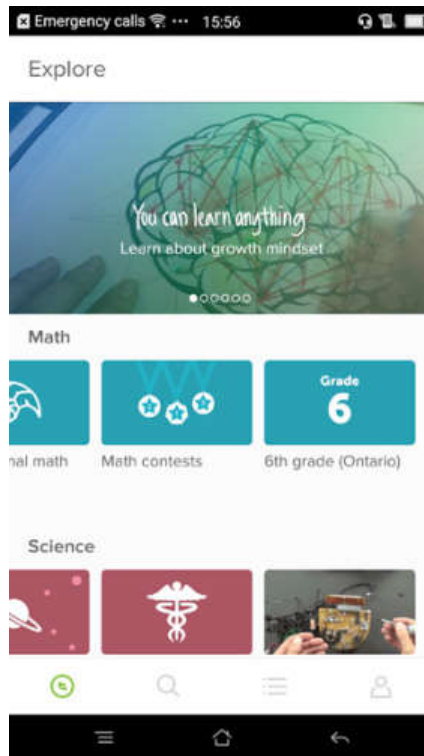 Emergency calls ... 15:56
Explore
You can learn anything
Learn about growth mindset
Math
Grade
6
nal math
Math contests
6th grade (Ontario)
Science